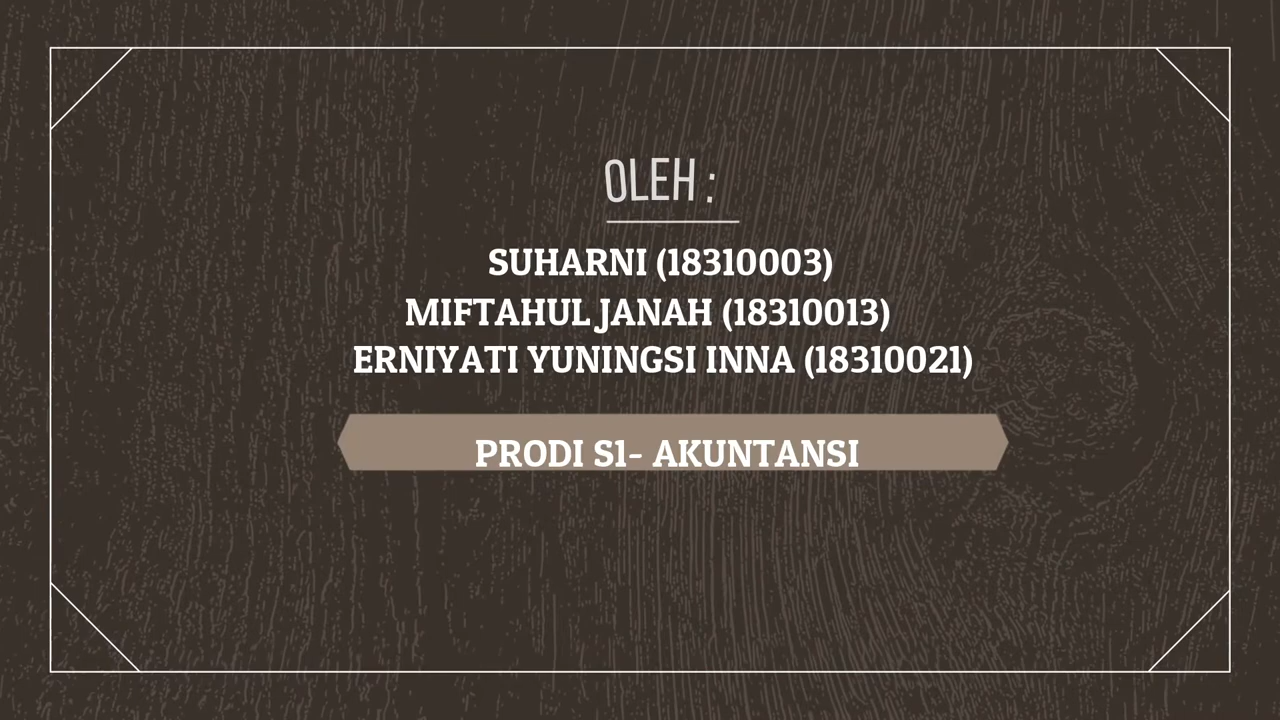 OLEH :
SUHARNI (18310003)
MIFTAHUL JANAH (18310013)
ERNIYATI YUNINGSI INNA (18310021)
PRODI S1- AKUNTANSI